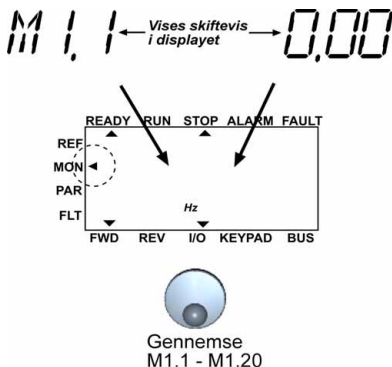 M1.1
Vises skiftevis
i displayet
0.00
READY RUN STOP ALARM FAULT
REF
MON
PAR
FLT
Hz
FWD REV I/O KEYPAD BUS
Gennemse
M1.1 - M1.20